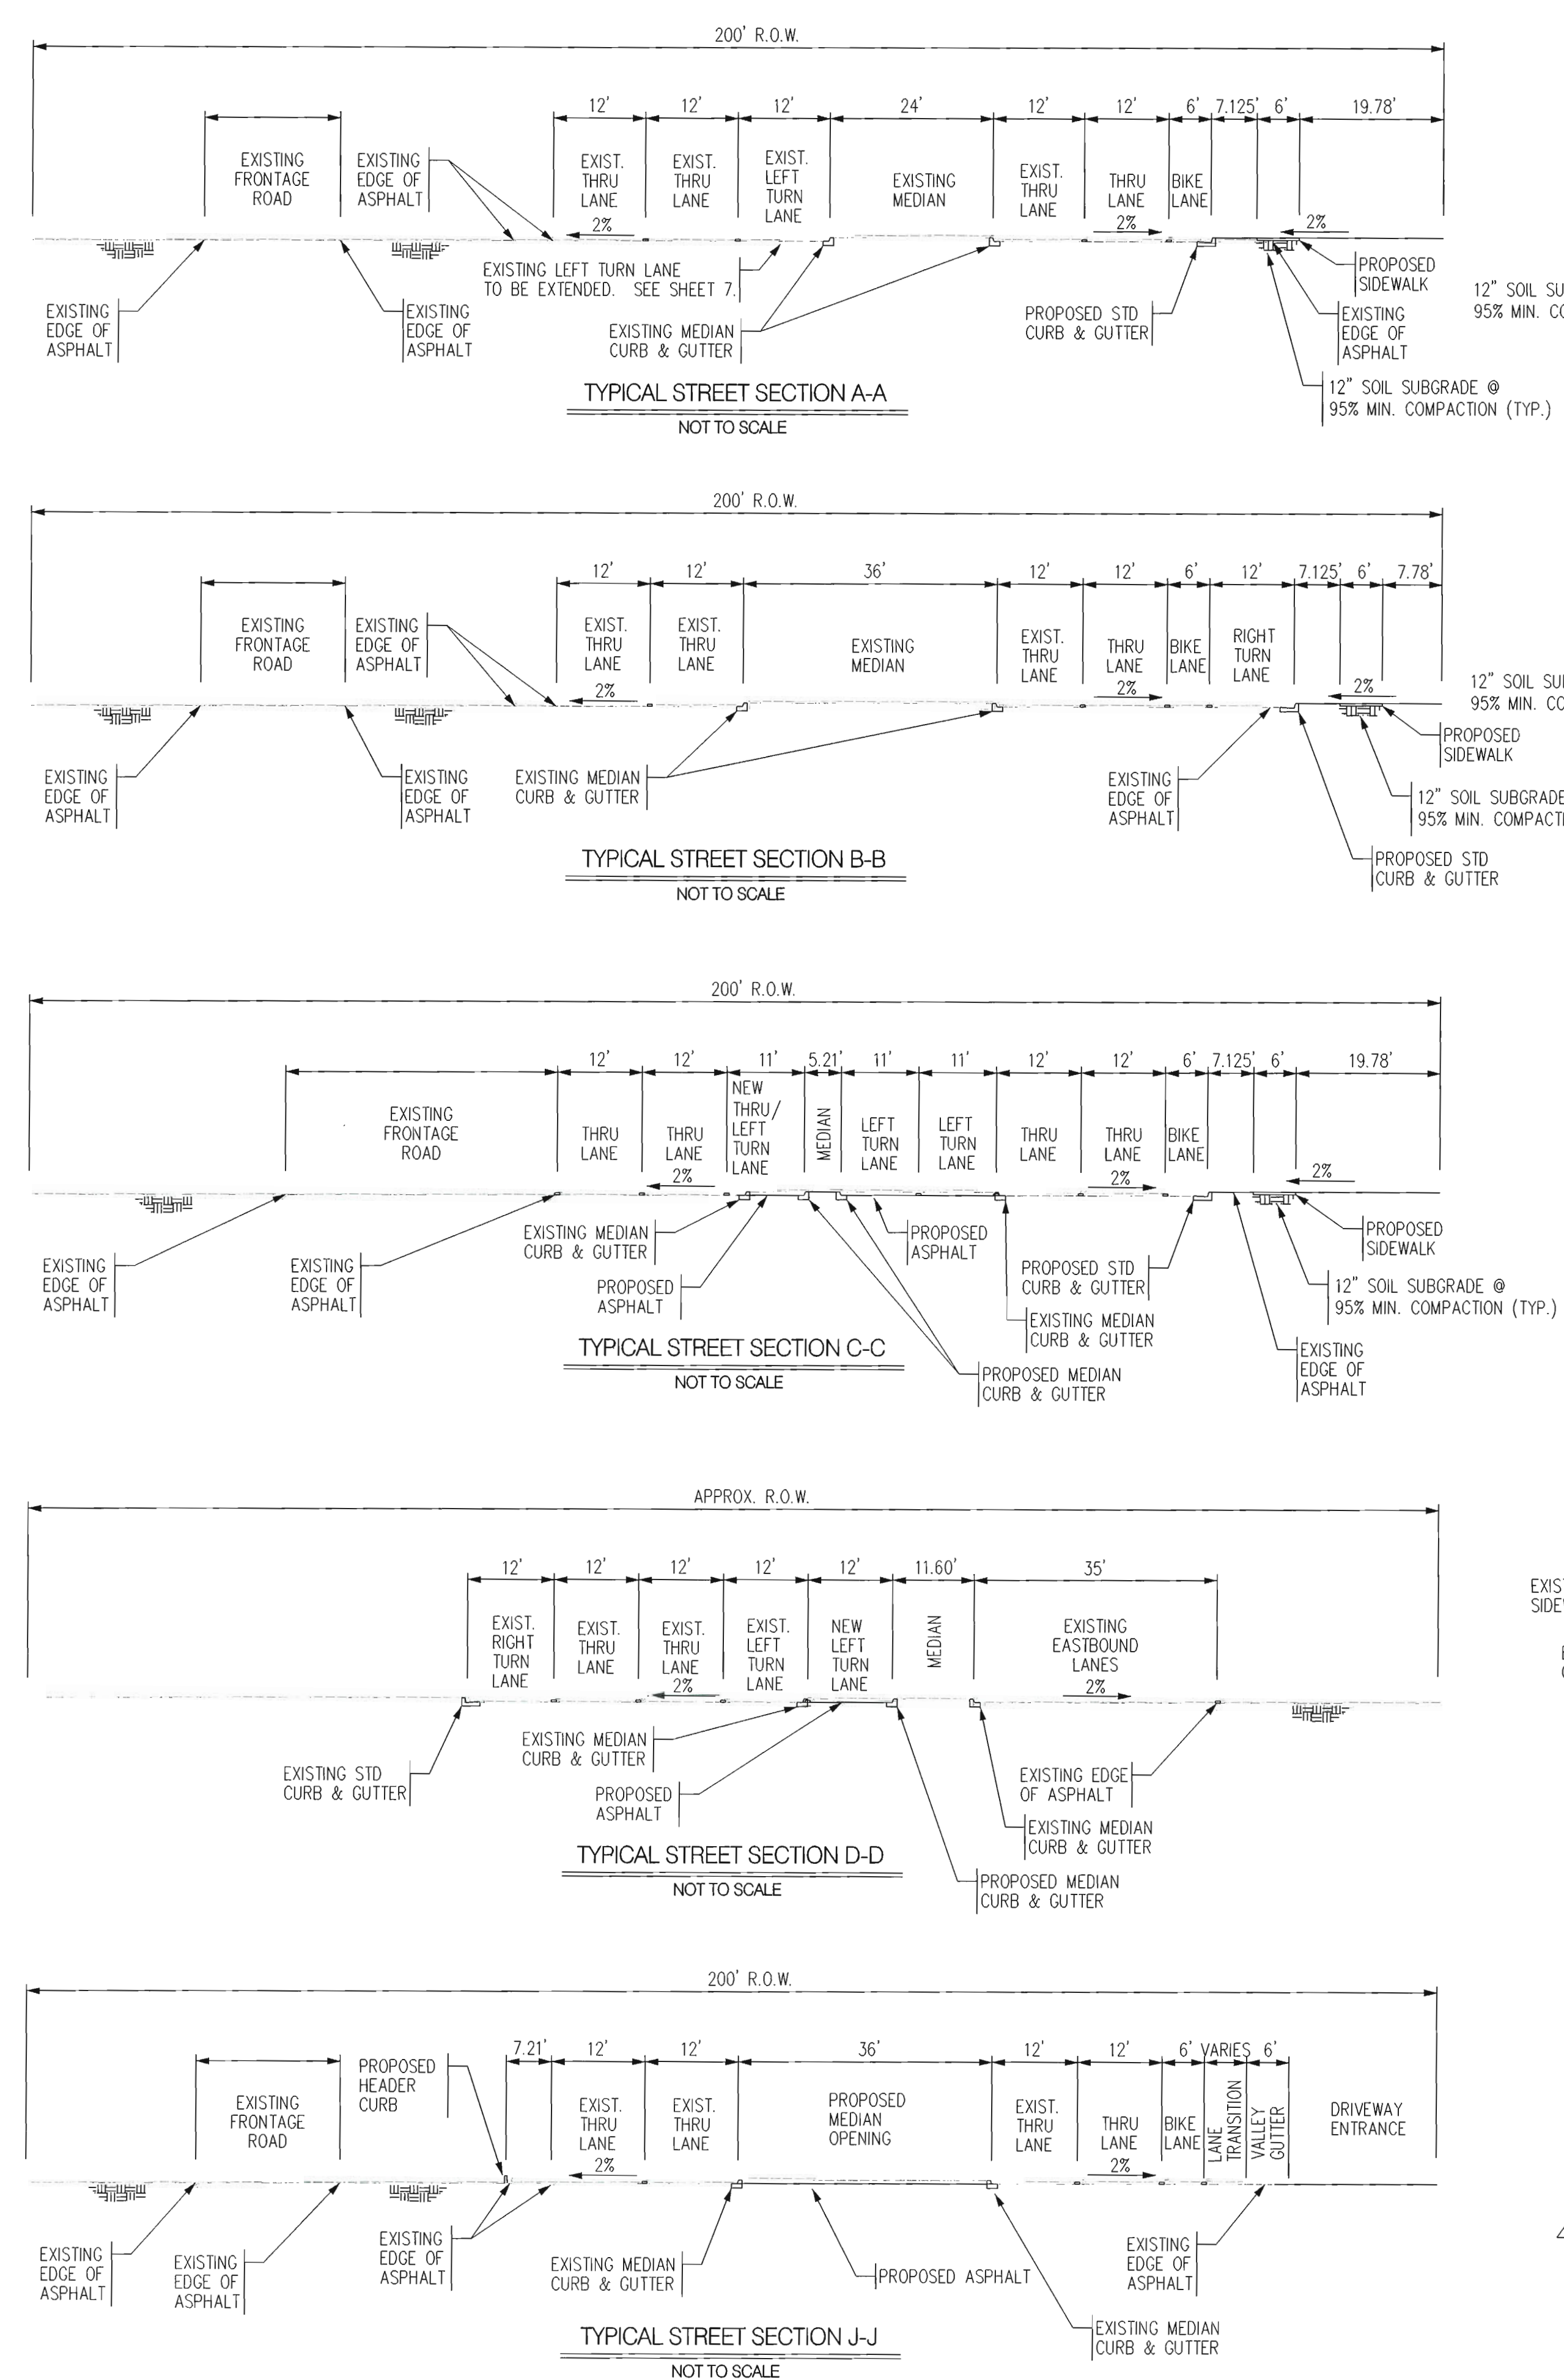 200' R.O.W.
12'
12'
12'
24'
12'
12'
6'
7.125'
6'
19.78'
EXISTING
FRONTAGE
ROAD
EXISTING
EDGE OF
ASPHALT
EXIST.
THRU
LANE
EXIST.
THRU
LANE
EXIST.
LEFT
TURN
LANE
EXISTING
MEDIAN
EXIST.
THRU
LANE
THRU
LANE
BIKE
LANE
2%
2%
2%
EXISTING
EDGE OF
ASPHALT
EXISTING
EDGE OF
ASPHALT
EXISTING LEFT TURN LANE
TO BE EXTENDED. SEE SHEET 7.
EXISTING MEDIAN
CURB & GUTTER
PROPOSED STD
CURB & GUTTER
PROPOSED
SIDEWALK
EXISTING
EDGE OF
ASPHALT
12" SOIL SUBGRADE @
95% MIN. COMPACTION (TYP.)
12" SOIL SU
95% MIN. CO
TYPICAL STREET SECTION A-A
NOT TO SCALE
200' R.O.W.
12'
12'
36'
12'
12'
6'
12'
7.125'
6'
7.78'
EXISTING
FRONTAGE
ROAD
EXISTING
EDGE OF
ASPHALT
EXIST.
THRU
LANE
EXIST.
THRU
LANE
EXISTING
MEDIAN
EXIST.
THRU
LANE
THRU
LANE
BIKE
LANE
RIGHT
TURN
LANE
2%
2%
2%
EXISTING
EDGE OF
ASPHALT
EXISTING
EDGE OF
ASPHALT
EXISTING MEDIAN
CURB & GUTTER
EXISTING
EDGE OF
ASPHALT
PROPOSED
SIDEWALK
12" SOIL SUBGRADE
95% MIN. COMPACTI
PROPOSED STD
CURB & GUTTER
12" SOIL SU
95% MIN. CO
TYPICAL STREET SECTION B-B
NOT TO SCALE
200' R.O.W.
12'
12'
11'
5.21'
11'
11'
12'
12'
6'
7.125'
6'
19.78'
EXISTING
FRONTAGE
ROAD
THRU
LANE
THRU
LANE
NEW
THRU/
LEFT
TURN
LANE
MEDIAN
LEFT
TURN
LANE
LEFT
TURN
LANE
THRU
LANE
THRU
LANE
BIKE
LANE
2%
2%
2%
EXISTING
EDGE OF
ASPHALT
EXISTING
EDGE OF
ASPHALT
EXISTING MEDIAN
CURB & GUTTER
PROPOSED
ASPHALT
PROPOSED
ASPHALT
PROPOSED STD
CURB & GUTTER
EXISTING MEDIAN
CURB & GUTTER
PROPOSED MEDIAN
CURB & GUTTER
PROPOSED
SIDEWALK
12" SOIL SUBGRADE @
95% MIN. COMPACTION (TYP.)
EXISTING
EDGE OF
ASPHALT
TYPICAL STREET SECTION C-C
NOT TO SCALE
APPROX. R.O.W.
12'
12'
12'
12'
12'
11.60'
35'
EXIST.
RIGHT
TURN
LANE
EXIST.
THRU
LANE
EXIST.
THRU
LANE
EXIST.
LEFT
TURN
LANE
NEW
LEFT
TURN
LANE
MEDIAN
EXISTING
EASTBOUND
LANES
2%
2%
EXISTING STD
CURB & GUTTER
EXISTING MEDIAN
CURB & GUTTER
PROPOSED
ASPHALT
EXISTING EDGE
OF ASPHALT
EXISTING MEDIAN
CURB & GUTTER
PROPOSED MEDIAN
CURB & GUTTER
EXIS
SIDE
TYPICAL STREET SECTION D-D
NOT TO SCALE
200' R.O.W.
7.21'
12'
12'
36'
12'
12'
6'
VARIES
6'
EXISTING
FRONTAGE
ROAD
PROPOSED
HEADER
CURB
EXIST.
THRU
LANE
EXIST.
THRU
LANE
PROPOSED
MEDIAN
OPENING
EXIST.
THRU
LANE
THRU
LANE
BIKE
LANE
LANE
TRANSITION
VALLEY
GUTTER
DRIVEWAY
ENTRANCE
2%
2%
EXISTING
EDGE OF
ASPHALT
EXISTING
EDGE OF
ASPHALT
EXISTING
EDGE OF
ASPHALT
EXISTING MEDIAN
CURB & GUTTER
PROPOSED ASPHALT
EXISTING
EDGE OF
ASPHALT
EXISTING MEDIAN
CURB & GUTTER
TYPICAL STREET SECTION J-J
NOT TO SCALE